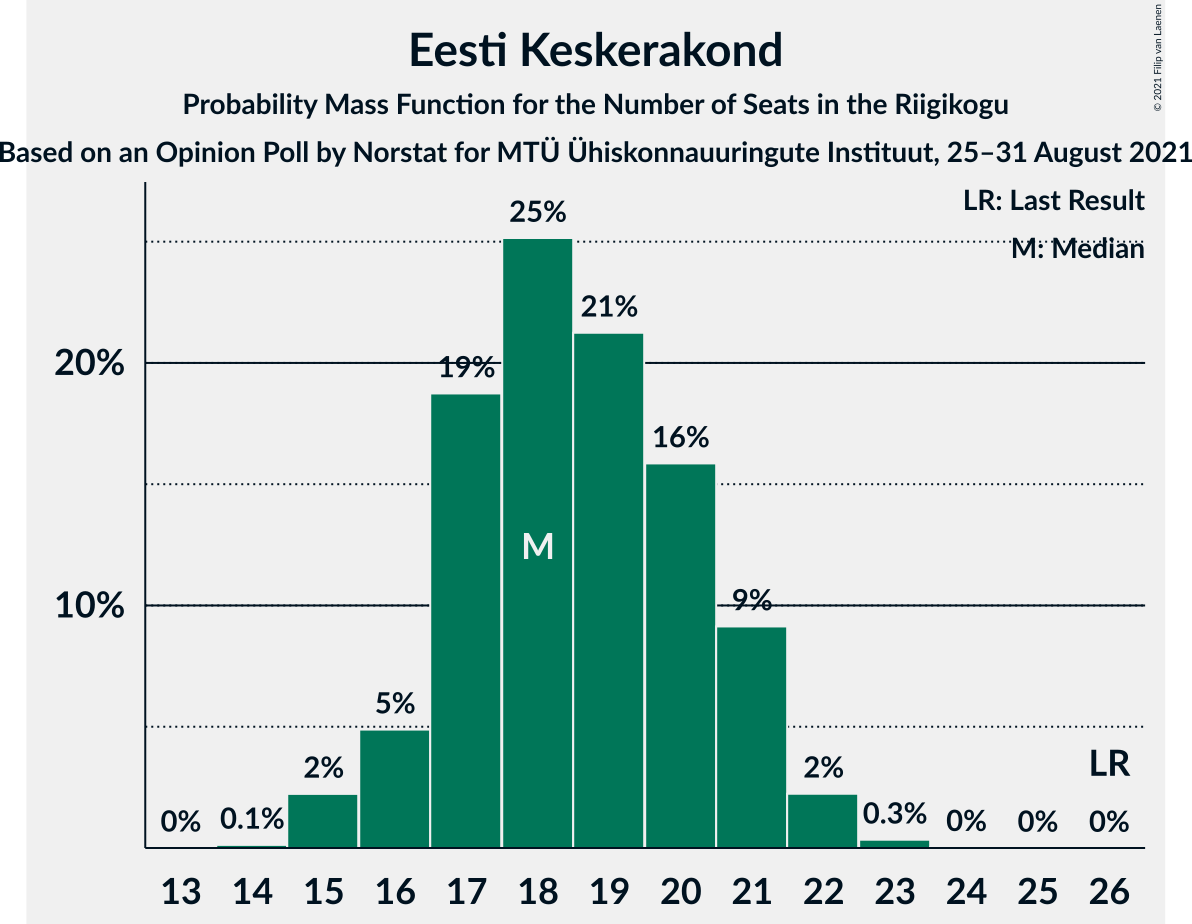 Eesti Keskerakond
Probability Mass Function for the Number of Seats in the Riigikogu
Based on an Opinion Poll by Norstat for MTÜ Ühiskonnauuringute Instituut, 25–31 August 2021
© 2021 Filip van Laenen
LR: Last Result
M: Median
25%
21%
20%
19%
16%
M
10%
9%
5%
2%
2%
LR
0%
0.1%
0.3%
0%
0%
0%
13 14 15 16 17 18 19 20 21 22 23 24 25 26